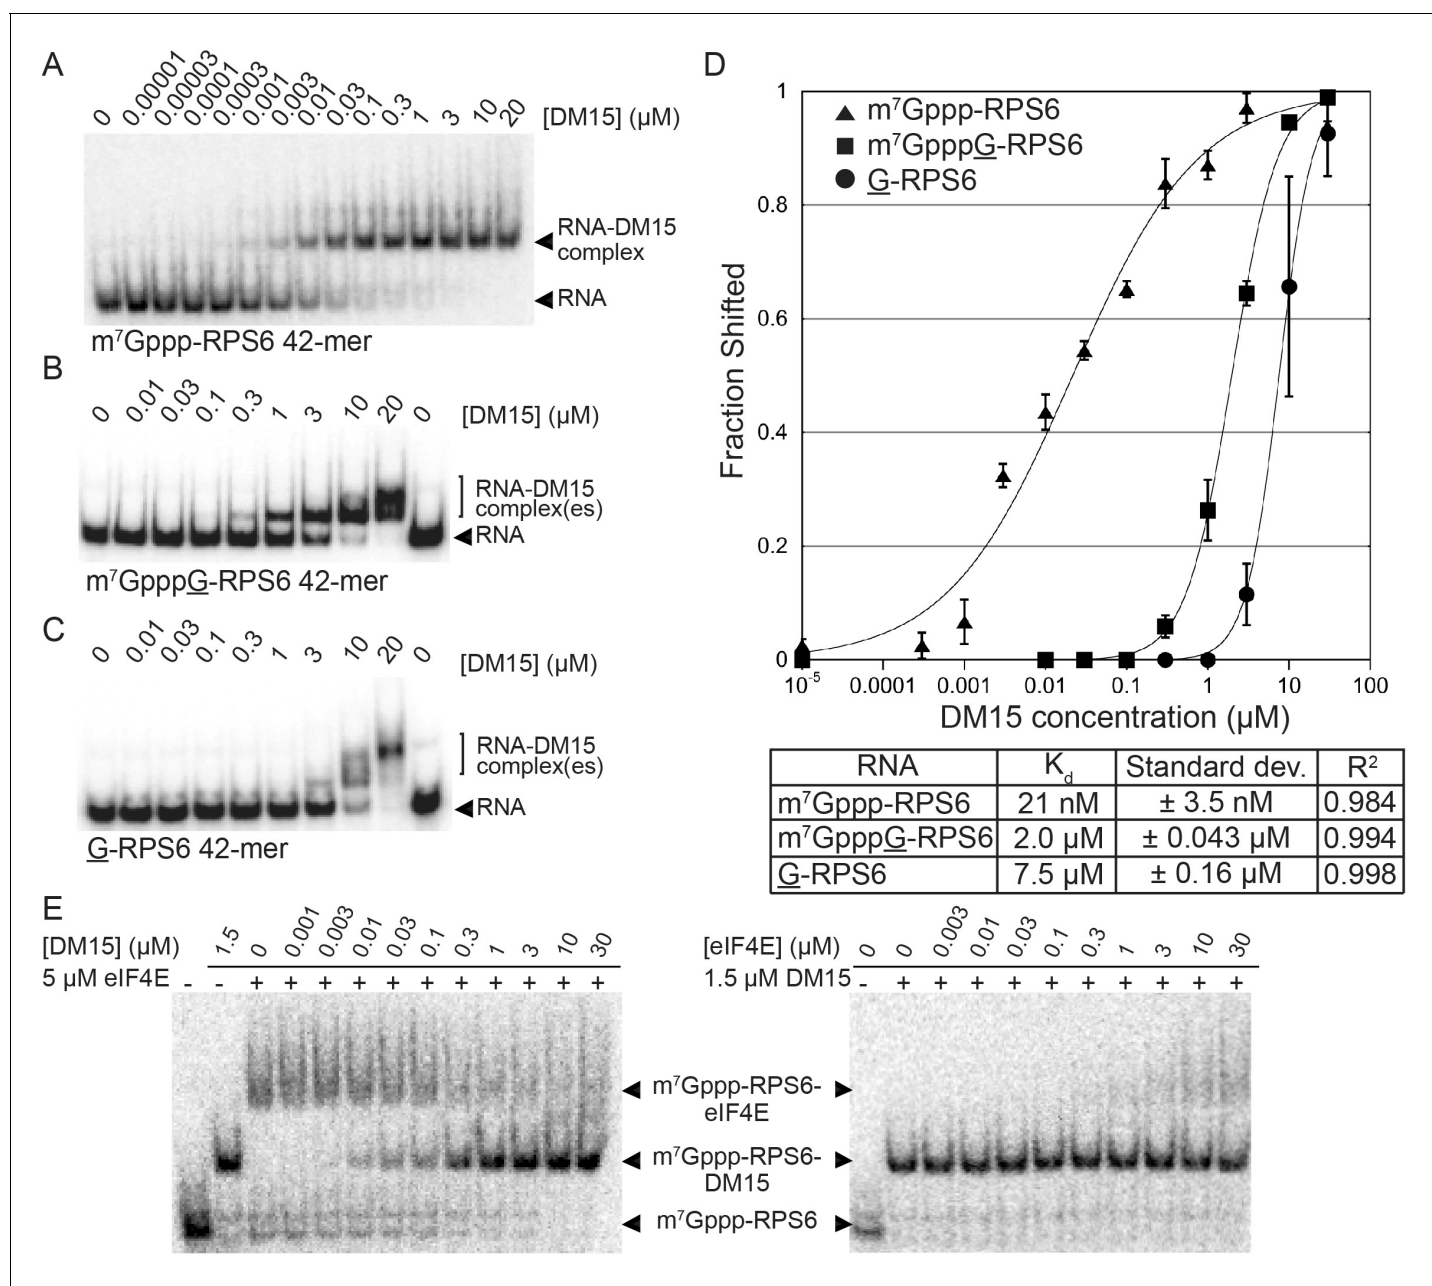 A
0 0.00001 0.00003 0.0001 0.0003 0.001 0.003 0.01 0.03 0.1 0.3 1 3 10 20 [DM15] (µM)
RNA-DM15
complex
RNA
m⁷Gppp-RPS6 42-mer
B
0 0.01 0.03 0.1 0.3 1 3 10 20 0 [DM15] (µM)
RNA-DM15
complex(es)
RNA
m⁷GpppG-RPS6 42-mer
C
0 0.01 0.03 0.1 0.3 1 3 10 20 0 [DM15] (µM)
RNA-DM15
complex(es)
RNA
G-RPS6 42-mer
D
m⁷Gppp-RPS6
m⁷GpppG-RPS6
G-RPS6
Fraction Shifted
1
0.8
0.6
0.4
0.2
0
10⁻⁵ 0.0001 0.001 0.01 0.1 1 10 100
DM15 concentration (µM)
RNA Kd Standard dev. R²
m⁷Gppp-RPS6 21 nM ± 3.5 nM 0.984
m⁷GpppG-RPS6 2.0 µM ± 0.043 µM 0.994
G-RPS6 7.5 µM ± 0.16 µM 0.998
E
[DM15] (µM) 1.5 0 0.001 0.003 0.01 0.03 0.1 0.3 1 3 10 30
5 µM eIF4E - - + + + + + + + + + + +
[eIF4E] (µM) 0 0 0.003 0.01 0.03 0.1 0.3 1 3 10 30
1.5 µM DM15 - + + + + + + + + + +
m⁷Gppp-RPS6-
eIF4E
m⁷Gppp-RPS6-
DM15
m⁷Gppp-RPS6